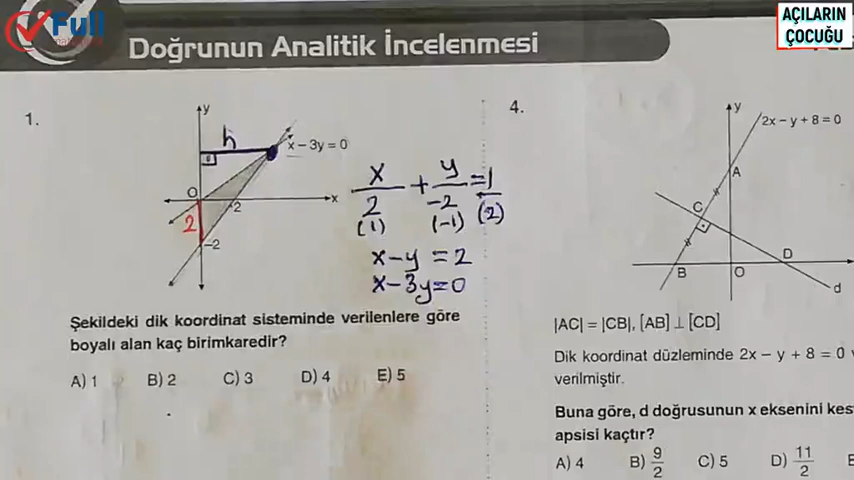 Full
AÇILARIN
ÇOCUĞU
Doğrunun Analitik İncelenmesi
1.
y
h
x – 3y = 0
O
x
2
2
–2
x/2 + y/-2 = 1
(1) (-1) (2)
x-y = 2
x-3y=0
Şekildeki dik koordinat sisteminde verilenlere göre
boyalı alan kaç birimkaredir?
A) 1 B) 2 C) 3 D) 4 E) 5
4.
y
2x – y + 8 = 0
A
C
B
O
D
x
d
|AC| = |CB|, [AB] ⊥ [CD]
Dik koordinat düzleminde 2x – y + 8 = 0
verilmiştir.
Buna göre, d doğrusunun x eksenini kes
apsisi kaçtır?
A) 4 B) 9/2 C) 5 D) 11/2 E